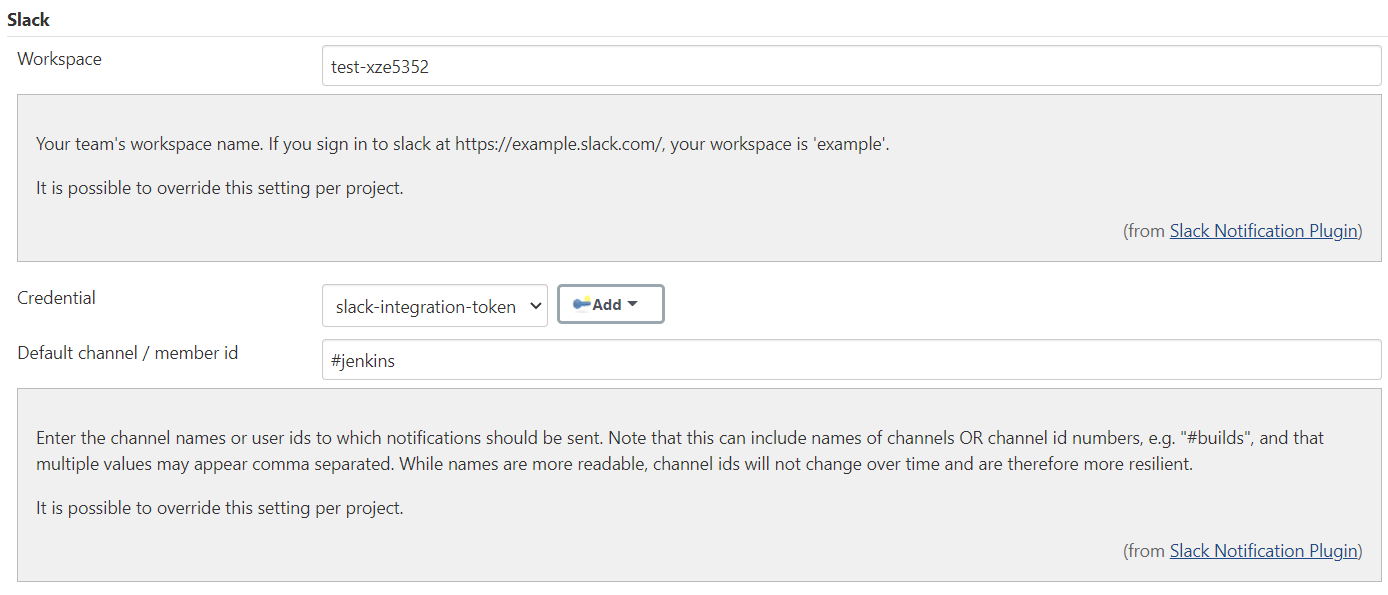 Slack
Workspace
test-xze5352
Your team's workspace name. If you sign in to slack at https://example.slack.com/, your workspace is 'example'.
It is possible to override this setting per project.
(from Slack Notification Plugin)
Credential
slack-integration-token
Add
Default channel / member id
#jenkins
Enter the channel names or user ids to which notifications should be sent. Note that this can include names of channels OR channel id numbers, e.g. "#builds", and that
multiple values may appear comma separated. While names are more readable, channel ids will not change over time and are therefore more resilient.
It is possible to override this setting per project.
(from Slack Notification Plugin)